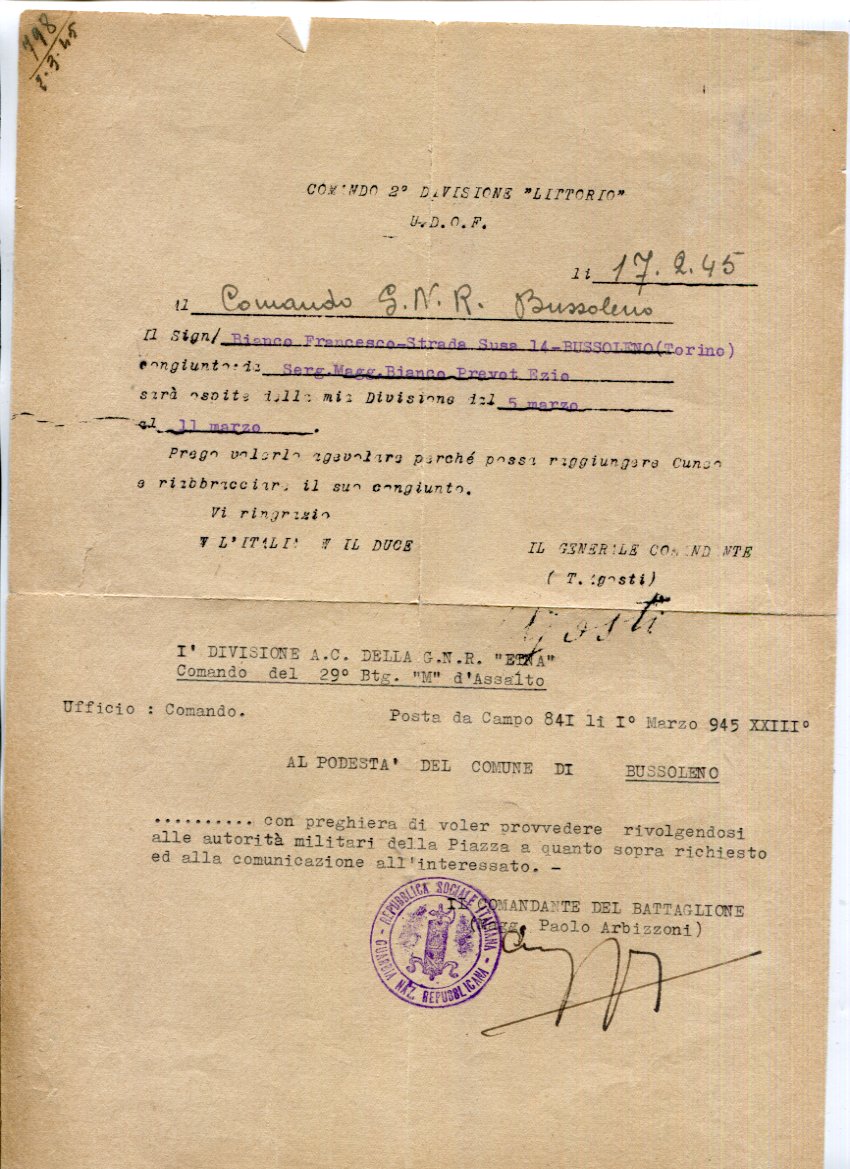 798
2.3.45
COMANDO 2° DIVISIONE "LITTORIO"
U.D.O.F.
li 17.2.45
Il Comando G.N.R. Bussoleno
Il Sign/ Bianco Francesco-Strada Susa 14-BUSSOLENO(Torino)
congiunto:di Serg.Magg.Bianco Prevot Ezio
sarà ospite della mia Divisione dal 5 marzo
al 11 marzo.
Prego volerlo agevolare perché possa raggiungere Cuneo
e riabbracciare il suo congiunto.
Vi ringrazio
W L'ITALIA W IL DUCE
IL GENERALE COMANDANTE
( T.Agosti)
Agosti
I' DIVISIONE A.C. DELLA G.N.R. "ETNA"
Comando del 29° Btg. "M" d'Assalto
Ufficio : Comando.
Posta da Campo 84I li I° Marzo 945 XXIII°
AL PODESTA' DEL COMUNE DI BUSSOLENO
.......... con preghiera di voler provvedere rivolgendosi
alle autorità militari della Piazza a quanto sopra richiesto
ed alla comunicazione all'interessato. -
IL COMANDANTE DEL BATTAGLIONE
(Magg. Paolo Arbizzoni)
REPUBBLICA SOCIALE ITALIANA - GUARDIA NAZ. REPUBBLICANA -